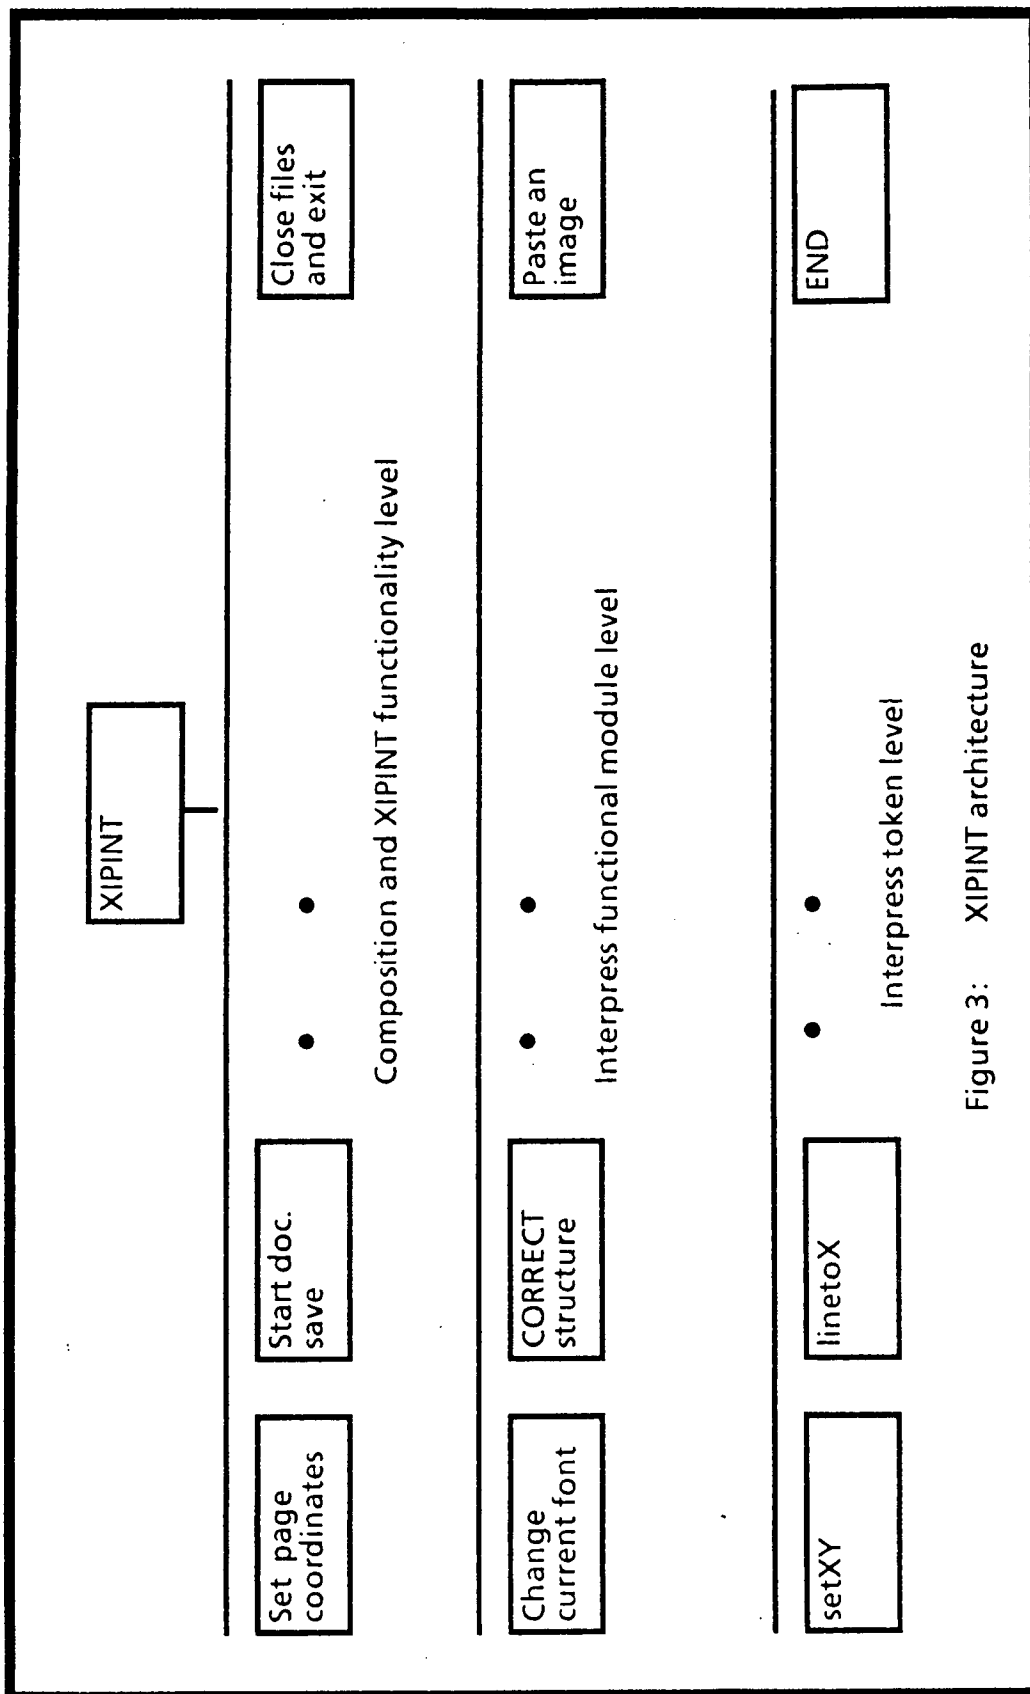 XIPINT
Set page
coordinates
Start doc.
save
Close files
and exit
Composition and XIPINT functionality level
Change
current font
CORRECT
structure
Paste an
image
Interpress functional module level
setXY
linetoX
END
Interpress token level
Figure 3: XIPINT architecture